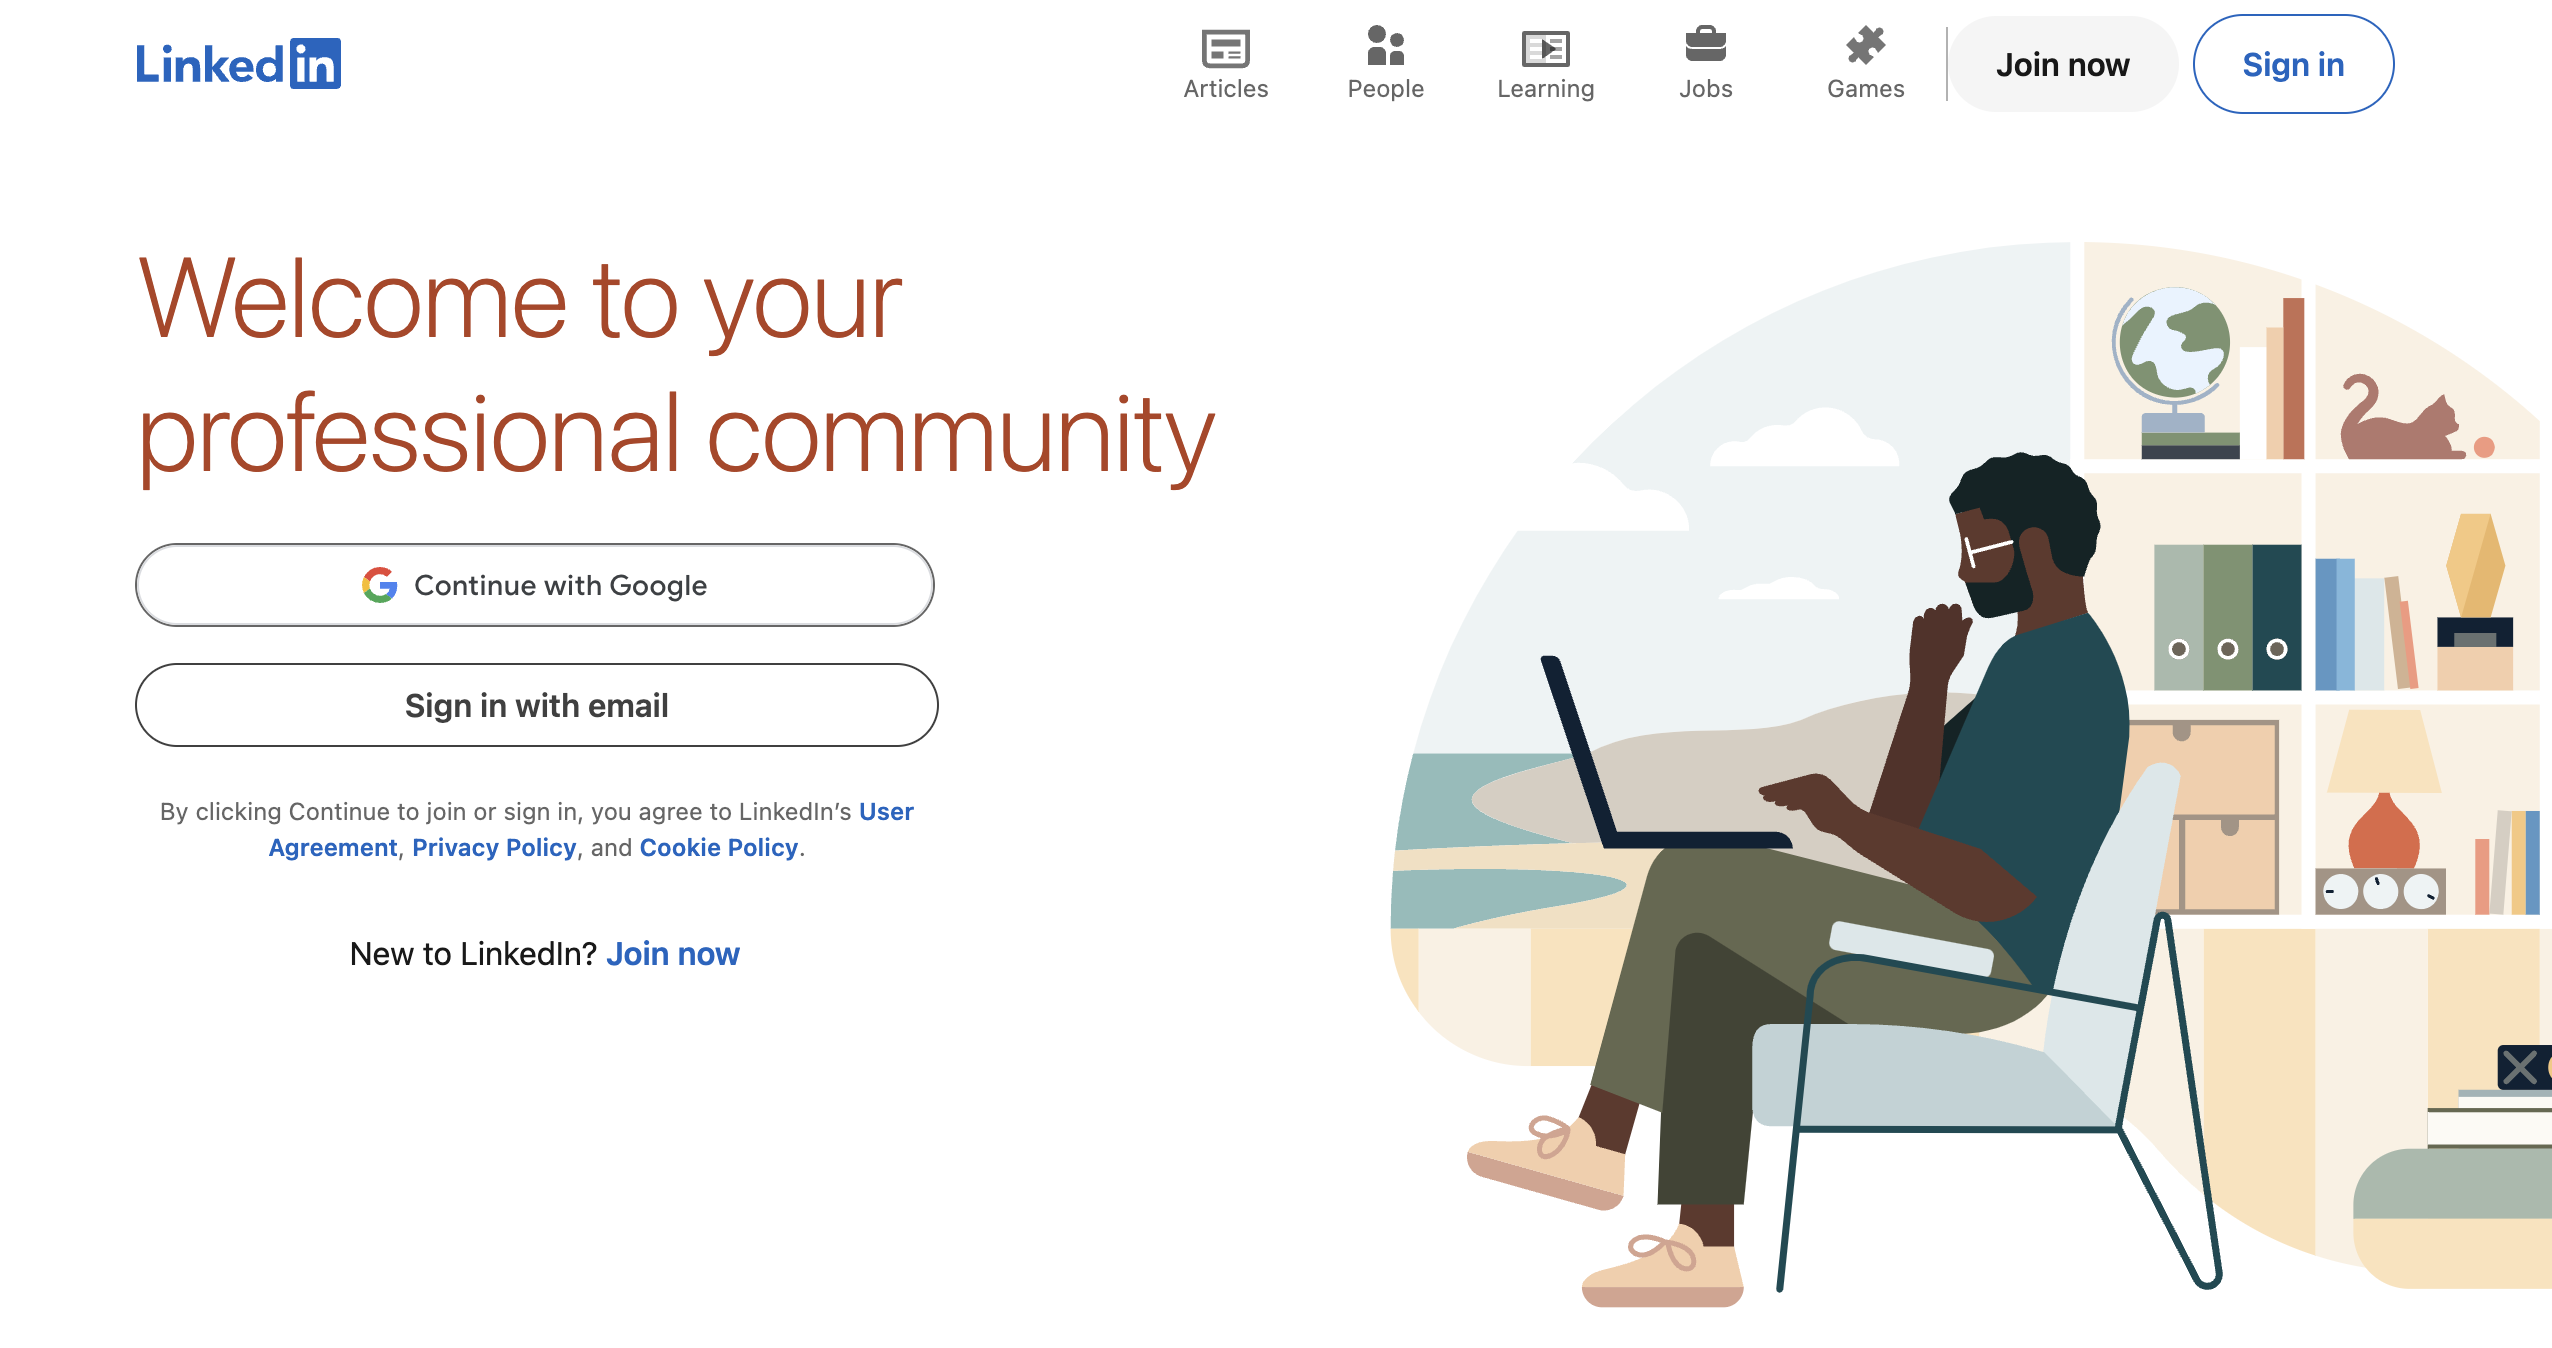 LinkedIn
Articles
People
Learning
Jobs
Games
Join now
Sign in
Welcome to your
professional community
Continue with Google
Sign in with email
By clicking Continue to join or sign in, you agree to LinkedIn’s User
Agreement, Privacy Policy, and Cookie Policy.
New to LinkedIn? Join now